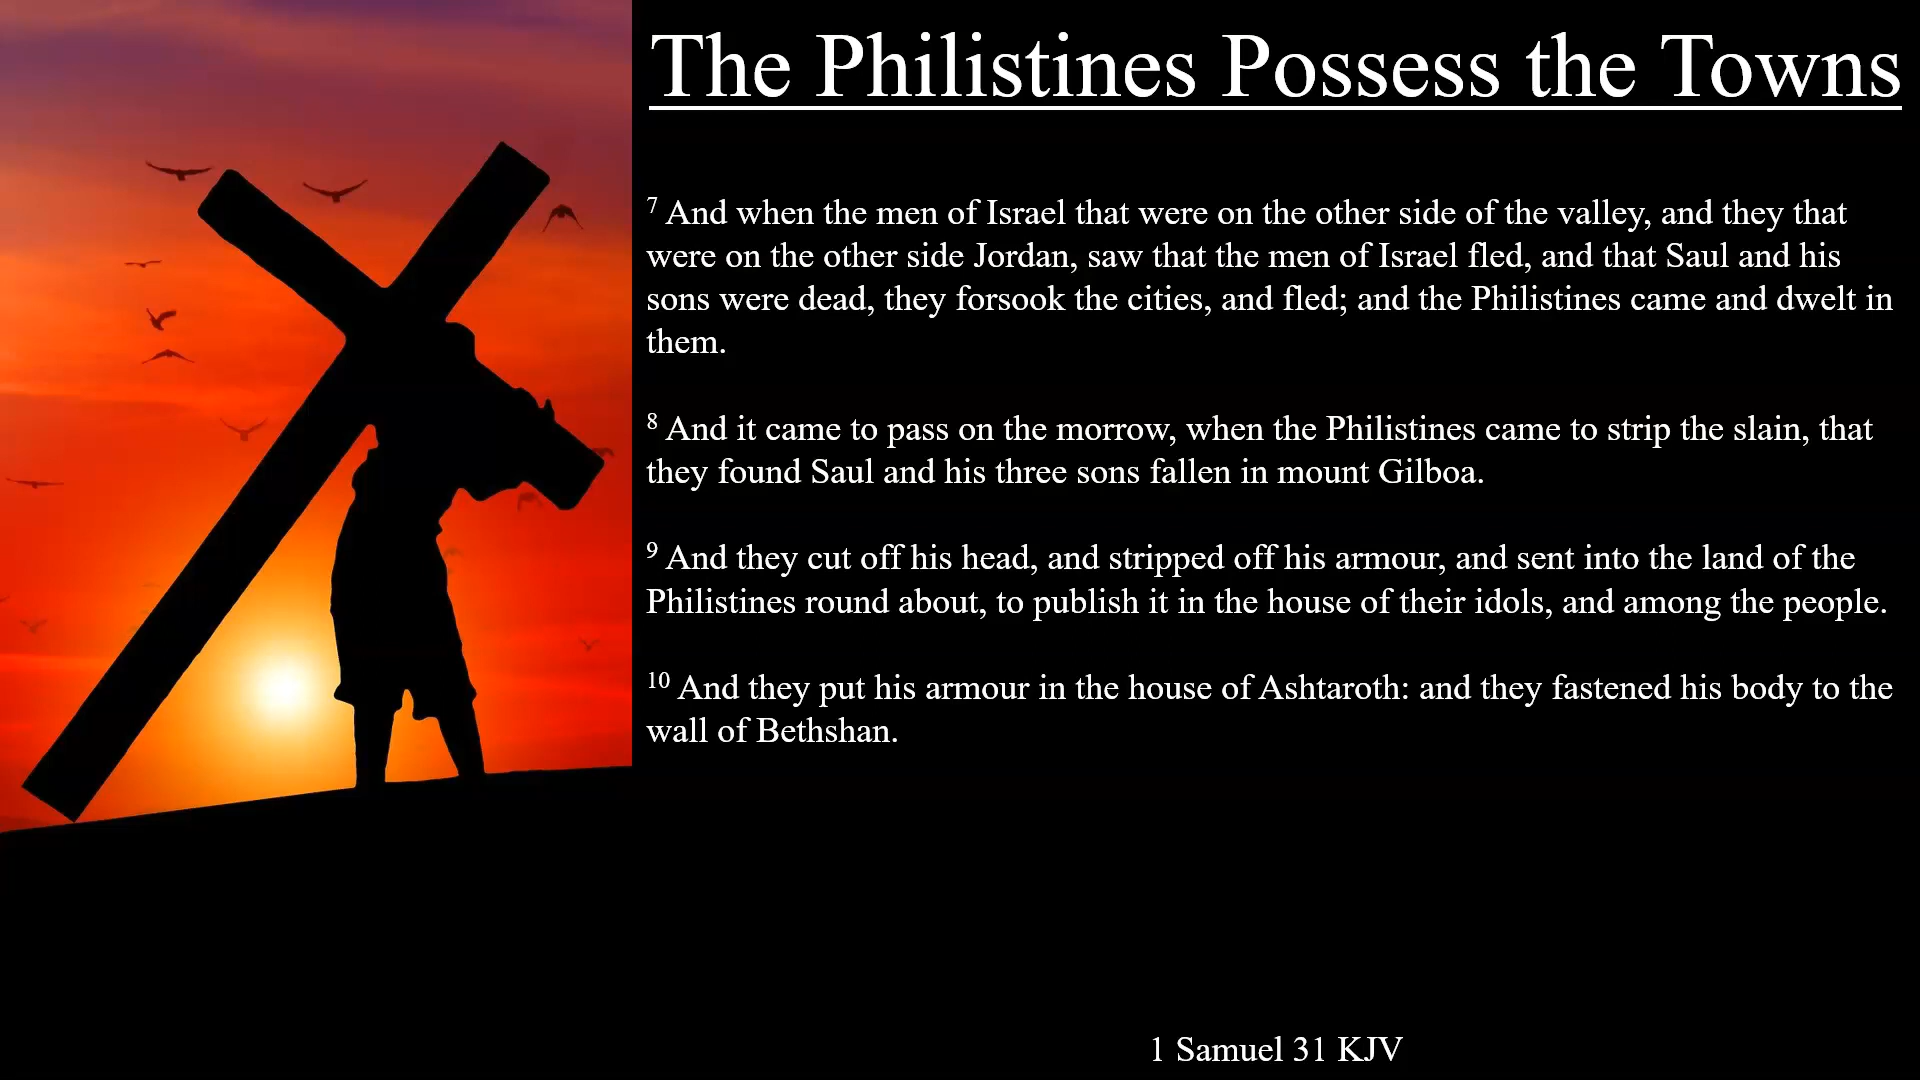 The Philistines Possess the Towns
7 And when the men of Israel that were on the other side of the valley, and they that
were on the other side Jordan, saw that the men of Israel fled, and that Saul and his
sons were dead, they forsook the cities, and fled; and the Philistines came and dwelt in
them.
8 And it came to pass on the morrow, when the Philistines came to strip the slain, that
they found Saul and his three sons fallen in mount Gilboa.
9 And they cut off his head, and stripped off his armour, and sent into the land of the
Philistines round about, to publish it in the house of their idols, and among the people.
10 And they put his armour in the house of Ashtaroth: and they fastened his body to the
wall of Bethshan.
1 Samuel 31 KJV